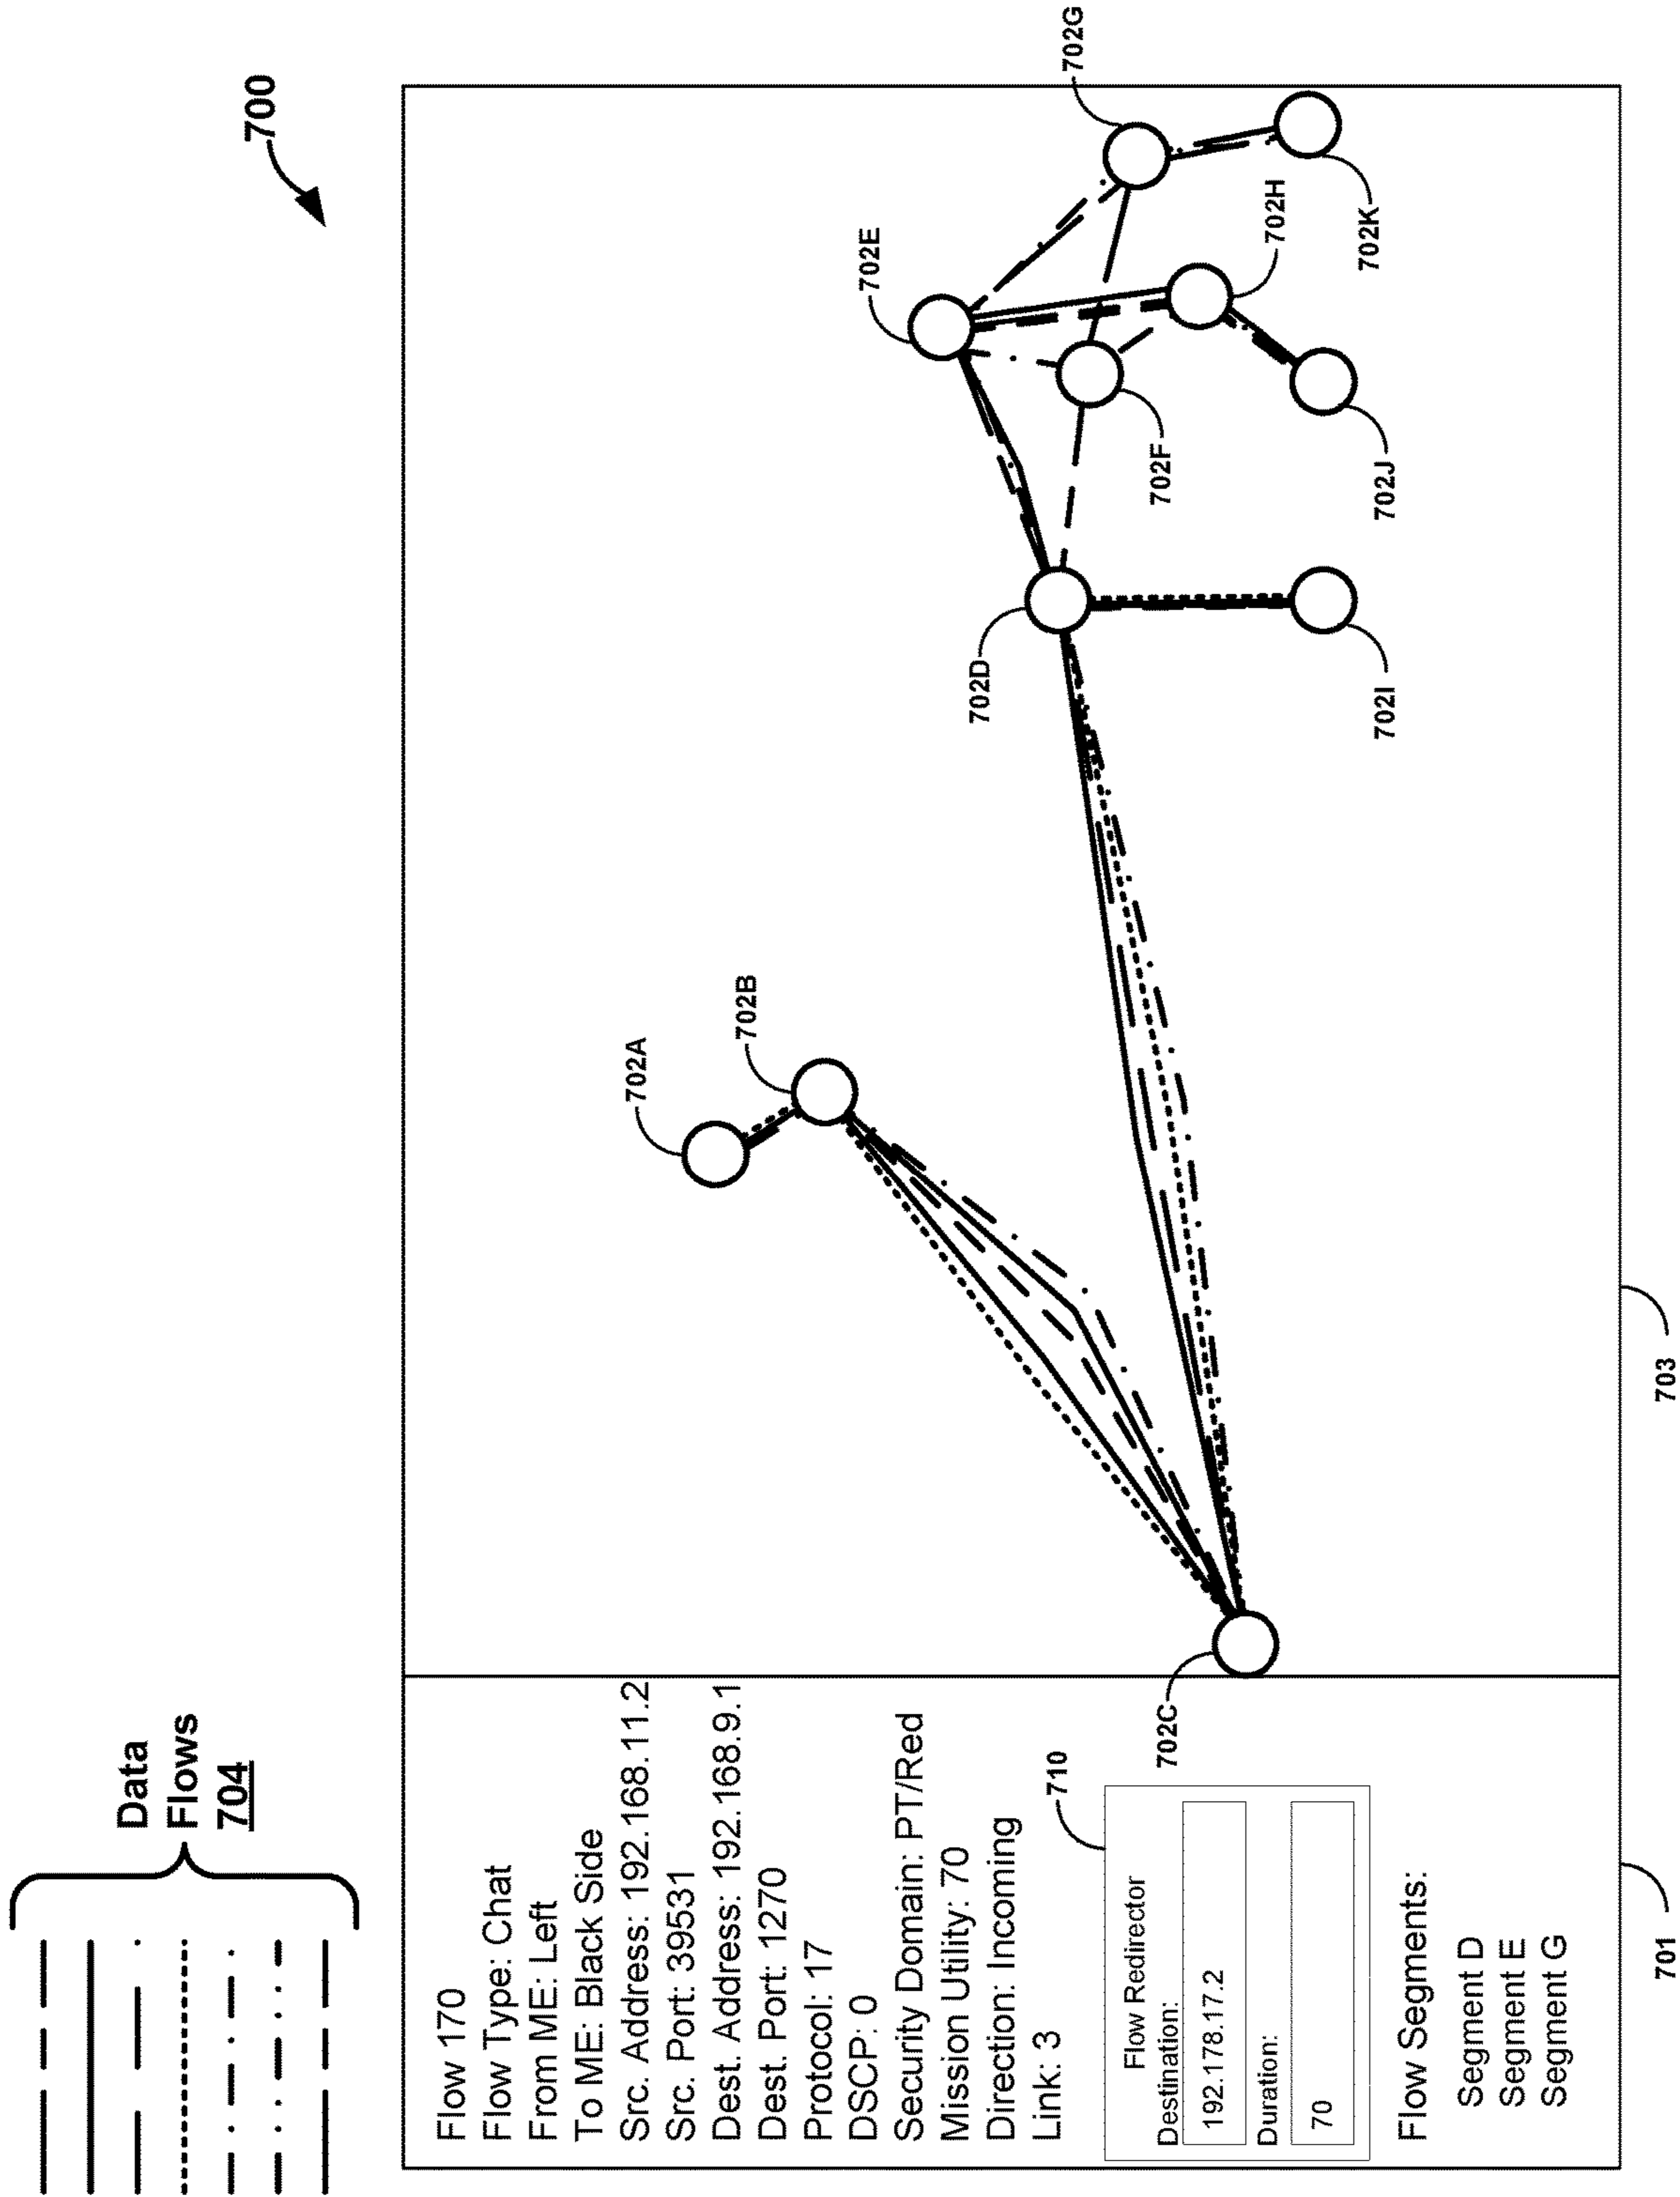 700
Data
Flows
704
Flow 170
Flow Type: Chat
From ME: Left
To ME: Black Side
Src. Address: 192.168.11.2
Src. Port: 39531
Dest. Address: 192.168.9.1
Dest. Port: 1270
Protocol: 17
DSCP: 0
Security Domain: PT/Red
Mission Utility: 70
Direction: Incoming
Link: 3
710
Flow Redirector
Destination:
192.178.17.2
Duration:
70
Flow Segments:
Segment D
Segment E
Segment G
701
702A
702B
702C
702D
702E
702F
702G
702H
702I
702J
702K
703